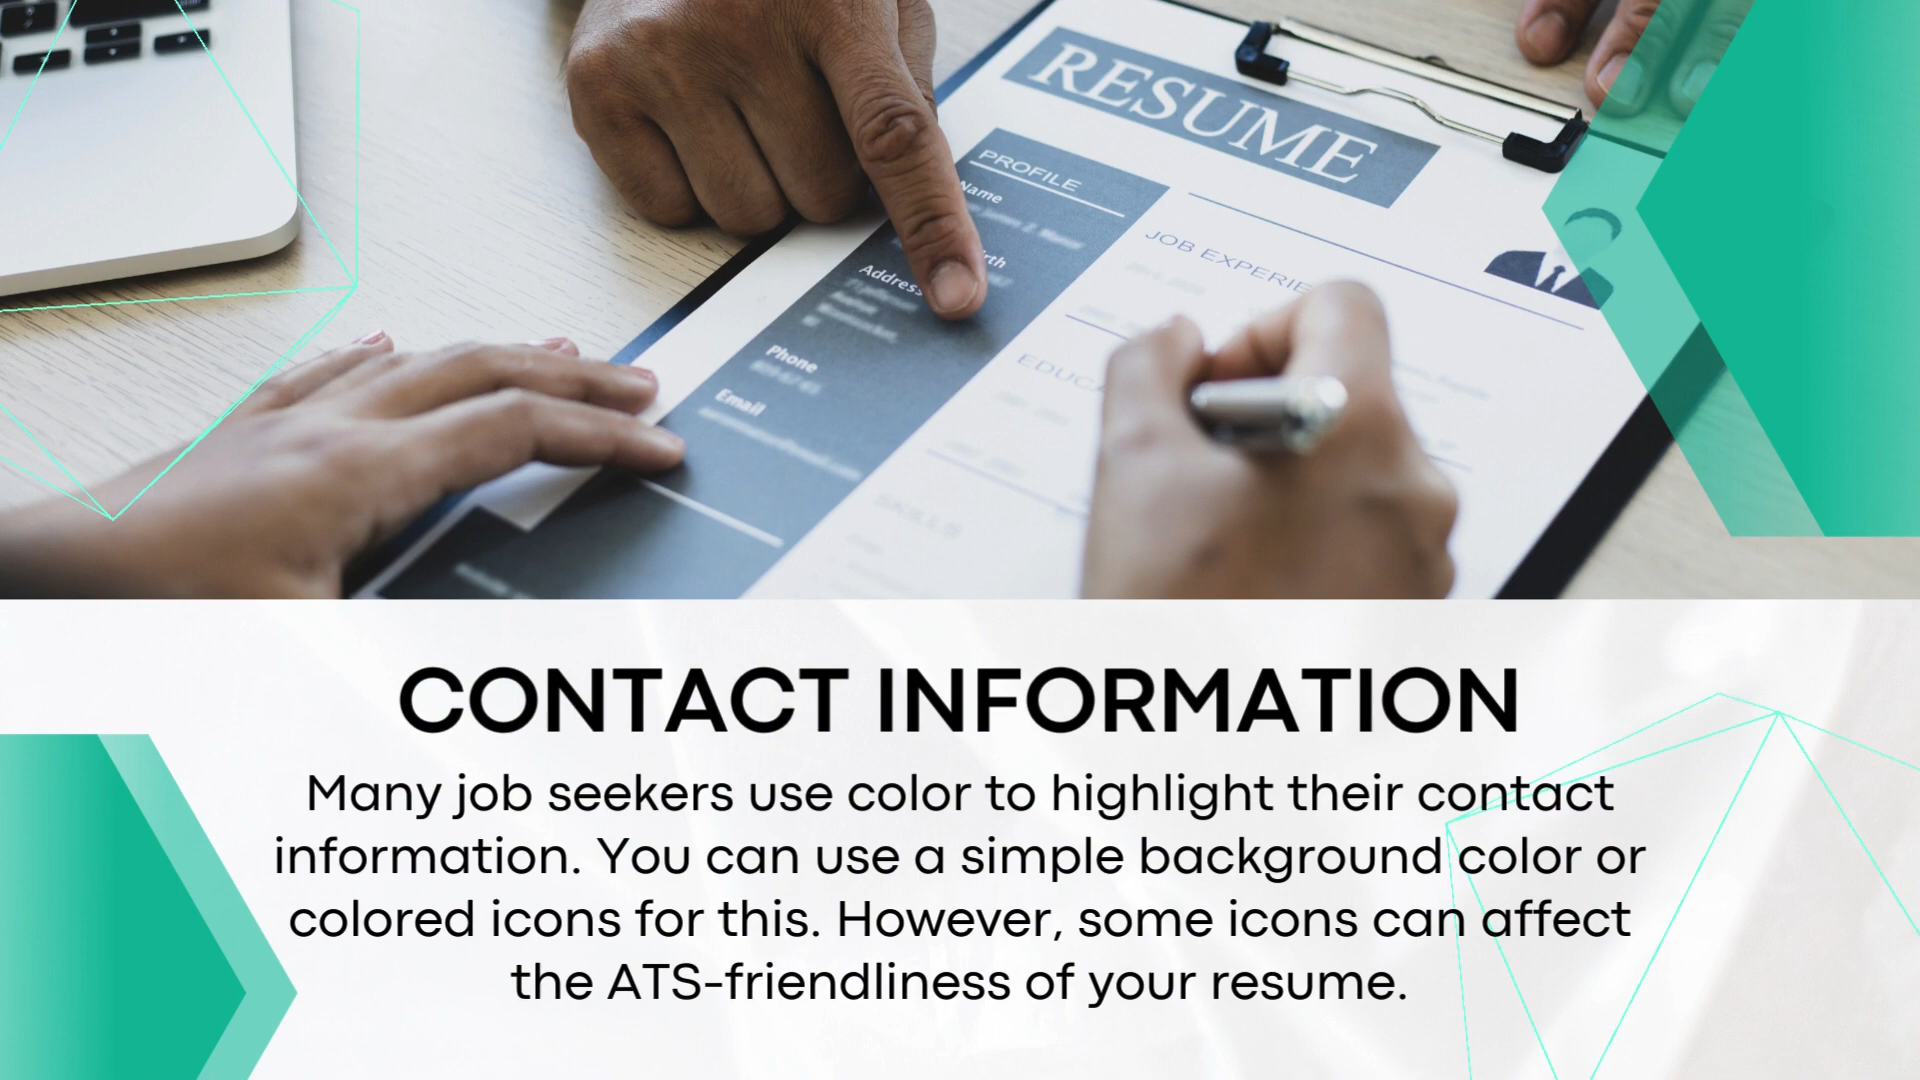 RESUME
PROFILE
Name
JOB EXPERIE
Address
Phone
EDUCA
Email
SKILLS
CONTACT INFORMATION
Many job seekers use color to highlight their contact
information. You can use a simple background color or
colored icons for this. However, some icons can affect
the ATS-friendliness of your resume.